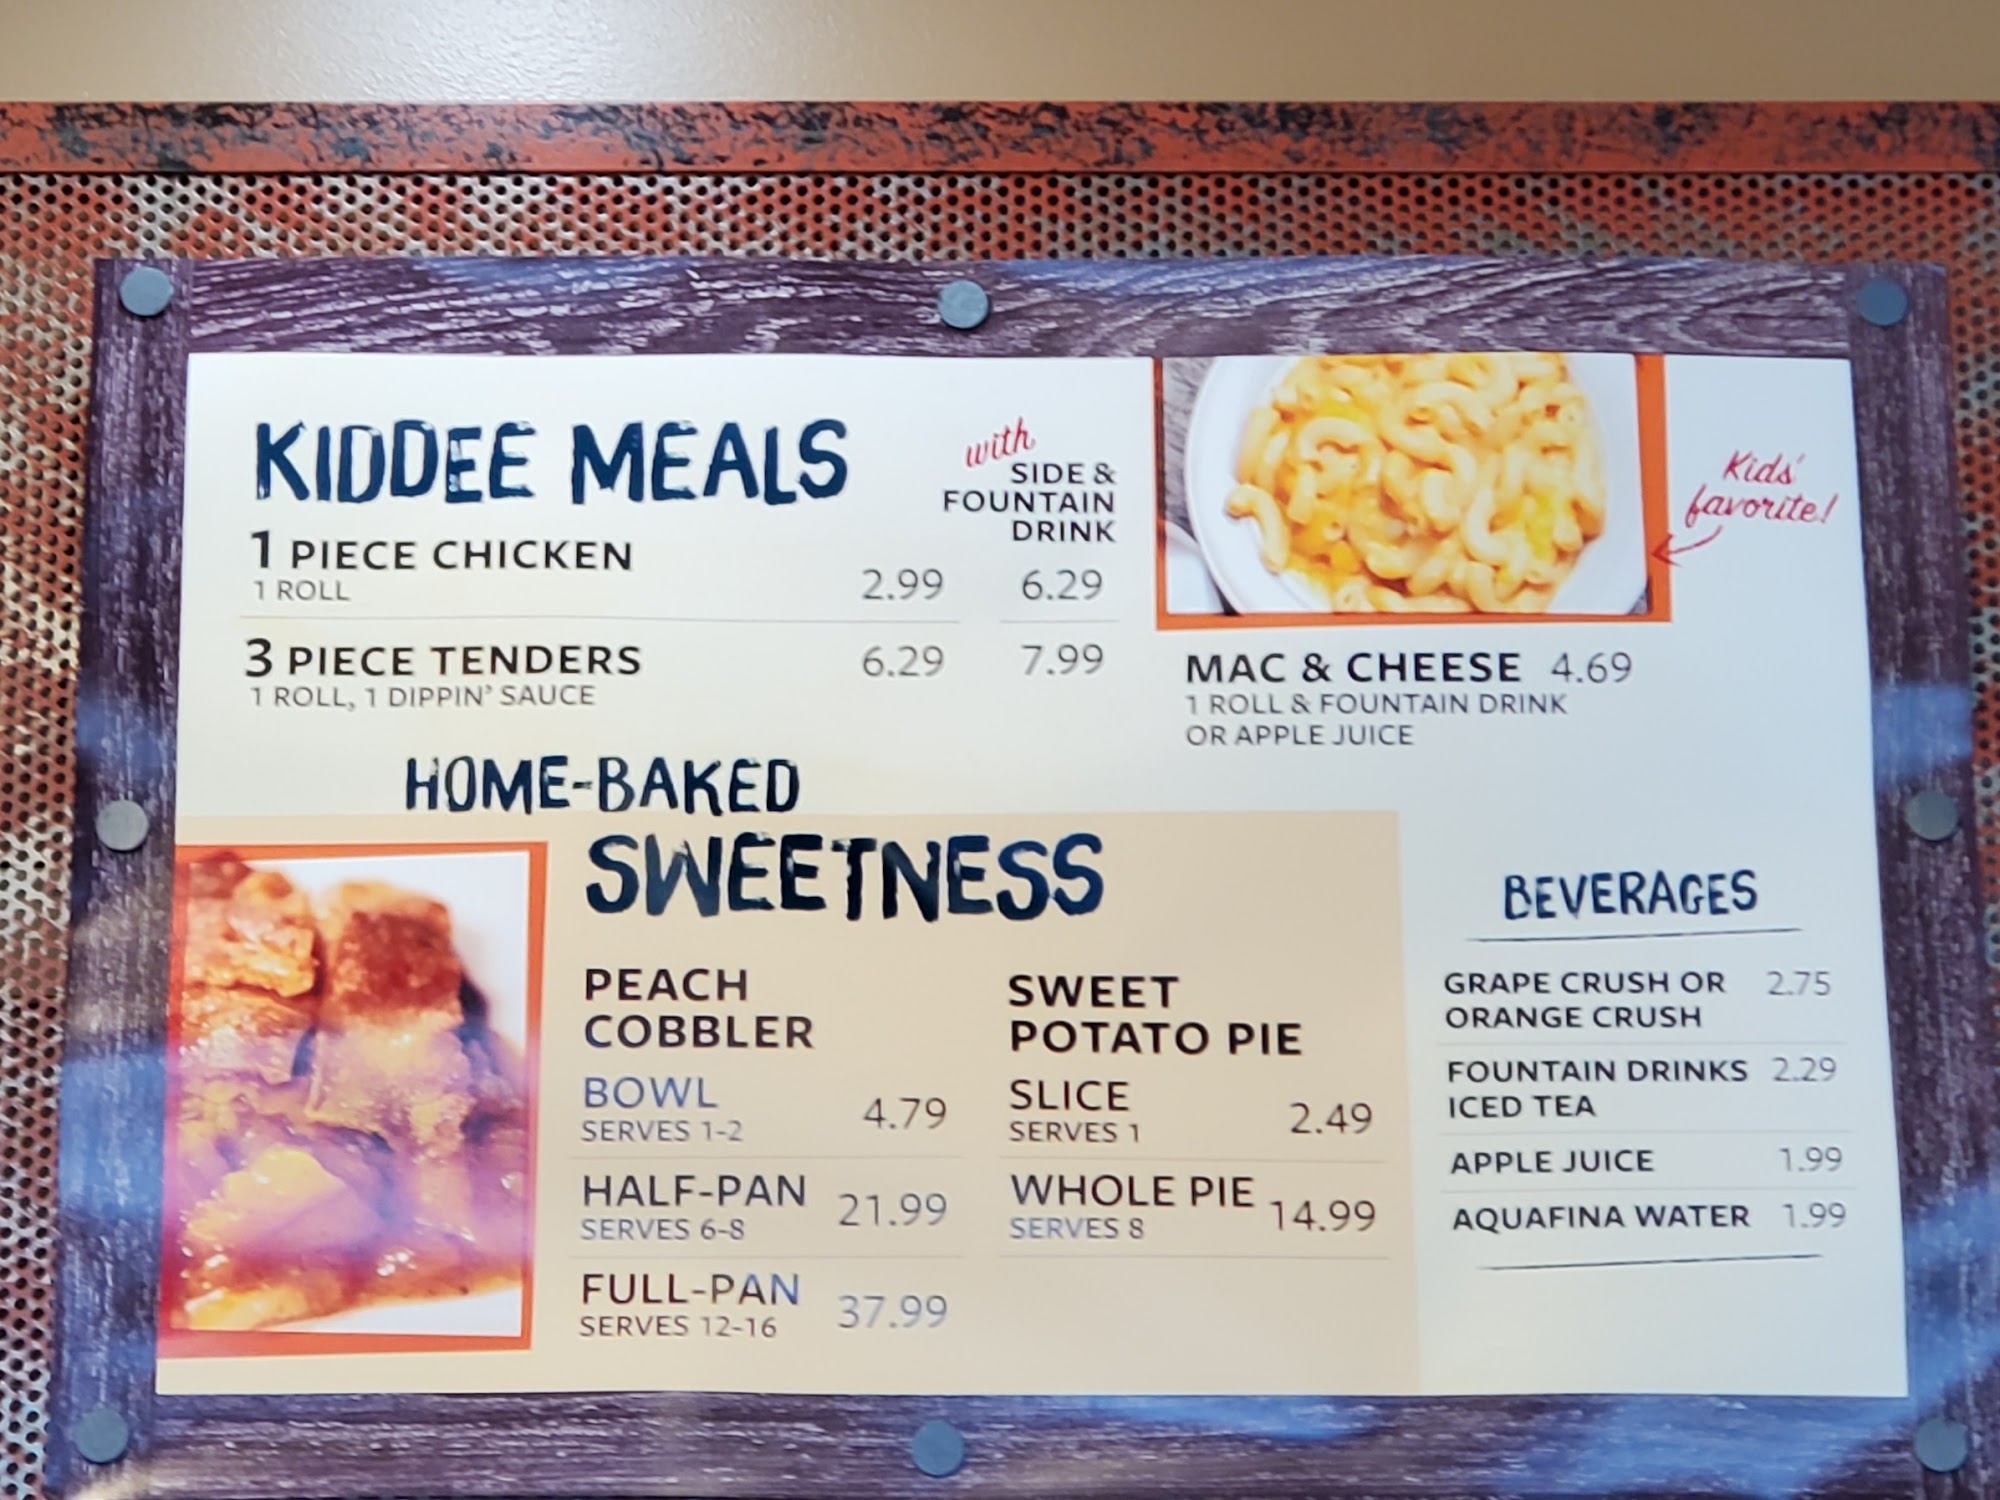 KIDDEE MEALS
with
SIDE &
FOUNTAIN
DRINK
1 PIECE CHICKEN
1 ROLL
2.99 6.29
3 PIECE TENDERS
1 ROLL, 1 DIPPIN' SAUCE
6.29 7.99
Kids'
favorite!
MAC & CHEESE 4.69
1 ROLL & FOUNTAIN DRINK
OR APPLE JUICE
HOME-BAKED
SWEETNESS
PEACH
COBBLER
BOWL
SERVES 1-2
4.79
HALF-PAN
SERVES 6-8
21.99
FULL-PAN
SERVES 12-16
37.99
SWEET
POTATO PIE
SLICE
SERVES 1
2.49
WHOLE PIE
SERVES 8
14.99
BEVERAGES
GRAPE CRUSH OR 2.75
ORANGE CRUSH
FOUNTAIN DRINKS 2.29
ICED TEA
APPLE JUICE 1.99
AQUAFINA WATER 1.99